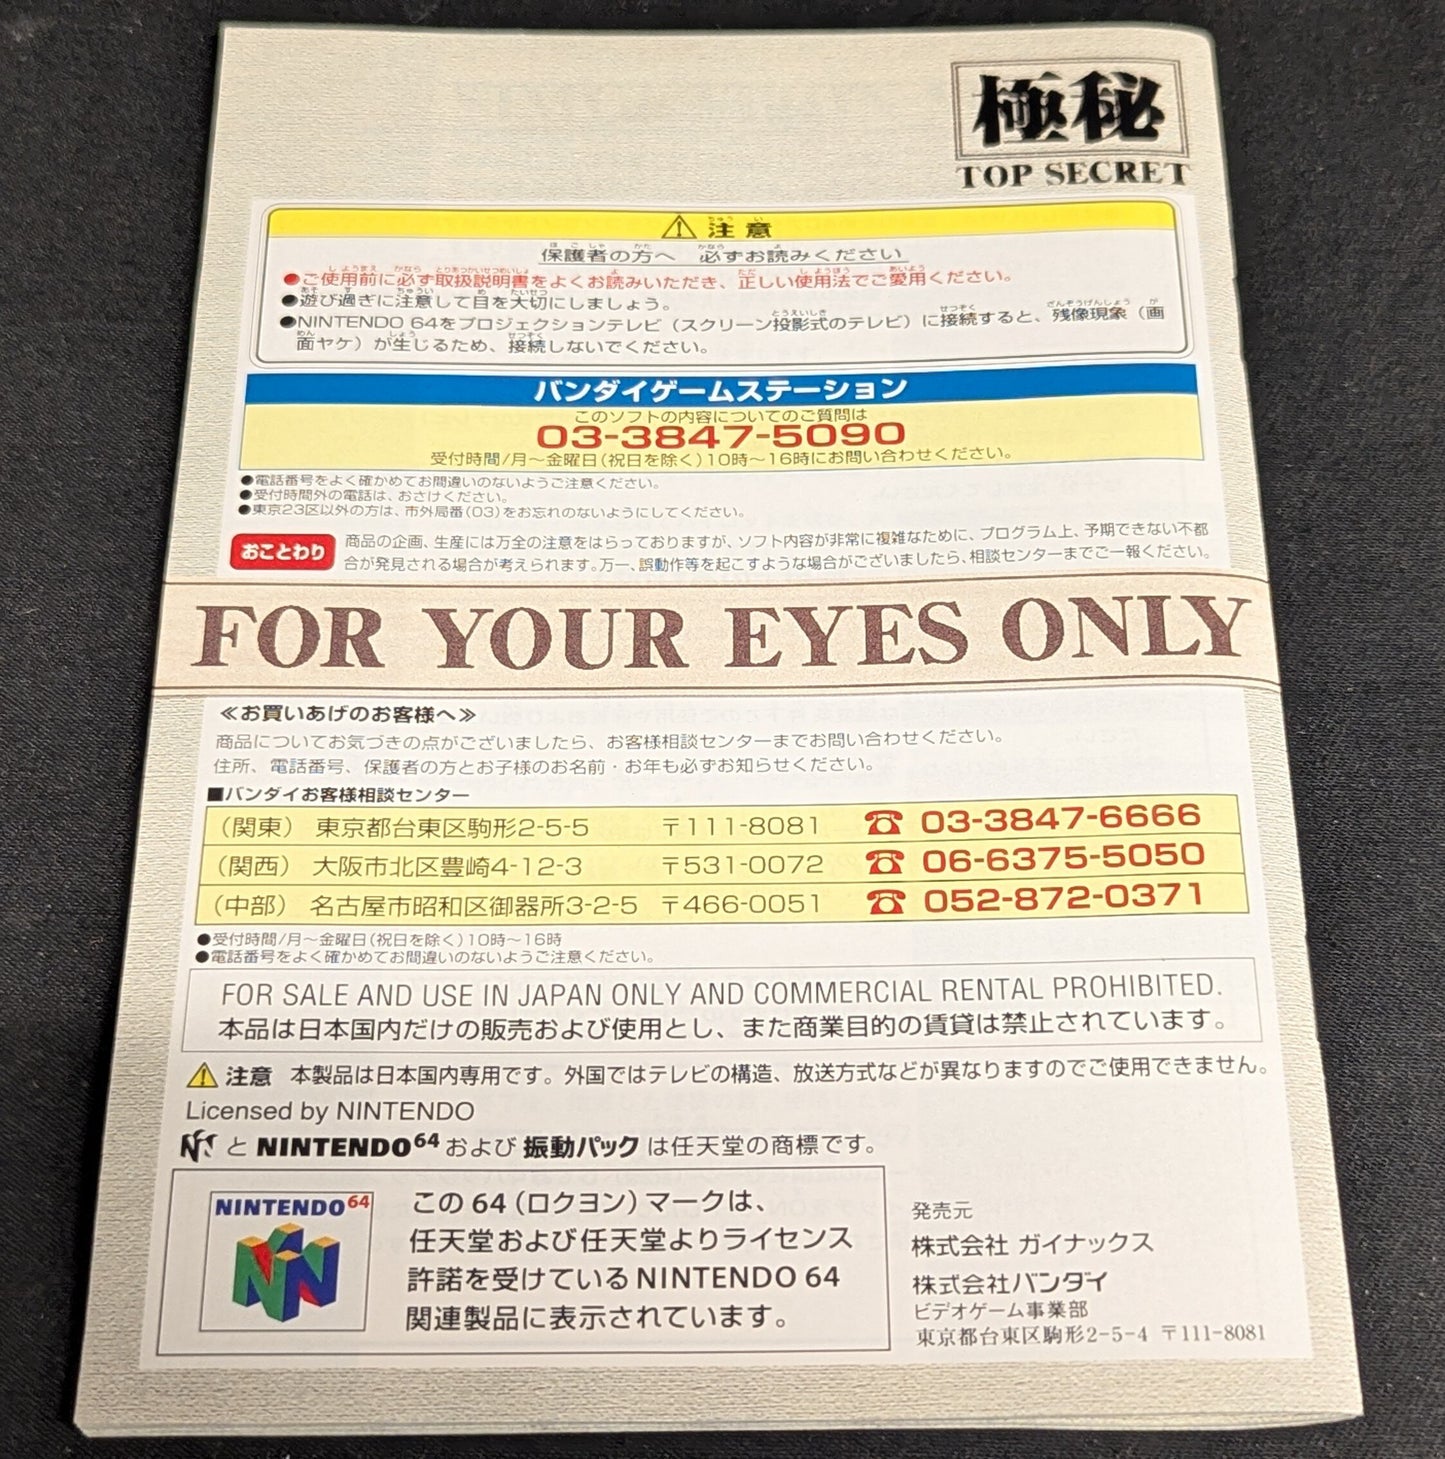 極秘
TOP SECRET
⚠ 注意
保護者の方へ 必ずお読みください
●ご使用前に必ず取扱説明書をよくお読みいただき、正しい使用法でご愛用ください。
●遊び過ぎに注意して目を大切にしましょう。
●NINTENDO 64をプロジェクションテレビ（スクリーン投影式のテレビ）に接続すると、残像現象（画
面ヤケ）が生じるため、接続しないでください。
バンダイゲームステーション
このソフトの内容についてのご質問は
03-3847-5090
受付時間/月～金曜日(祝日を除く)10時～16時にお問い合わせください。
●電話番号をよく確かめてお間違いのないようご注意ください。
●受付時間外の電話は、おさけください。
●東京23区以外の方は、市外局番(03)をお忘れのないようにしてください。
おことわり
商品の企画、生産には万全の注意をはらっておりますが、ソフト内容が非常に複雑なために、プログラム上、予期できない不都
合が発見される場合が考えられます。万一、誤動作等を起こすような場合がございましたら、相談センターまでご一報ください。
FOR YOUR EYES ONLY
≪お買いあげのお客様へ≫
商品についてお気づきの点がございましたら、お客様相談センターまでお問い合わせください。
住所、電話番号、保護者の方とお子様のお名前・お年も必ずお知らせください。
■バンダイお客様相談センター
（関東） 東京都台東区駒形2-5-5 〒111-8081 ☎ 03-3847-6666
（関西） 大阪市北区豊崎4-12-3 〒531-0072 ☎ 06-6375-5050
（中部） 名古屋市昭和区御器所3-2-5 〒466-0051 ☎ 052-872-0371
●受付時間/月～金曜日(祝日を除く)10時～16時
●電話番号をよく確かめてお間違いのないようご注意ください。
FOR SALE AND USE IN JAPAN ONLY AND COMMERCIAL RENTAL PROHIBITED.
本品は日本国内だけの販売および使用とし、また商業目的の賃貸は禁止されています。
⚠ 注意 本製品は日本国内専用です。外国ではテレビの構造、放送方式などが異なりますのでご使用できません。
Licensed by NINTENDO
と NINTENDO64 および 振動パック は任天堂の商標です。
NINTENDO64
この 64（ロクヨン）マークは、
任天堂および任天堂よりライセンス
許諾を受けている NINTENDO 64
関連製品に表示されています。
発売元
株式会社 ガイナックス
株式会社バンダイ
ビデオゲーム事業部
東京都台東区駒形2-5-4 〒111-8081